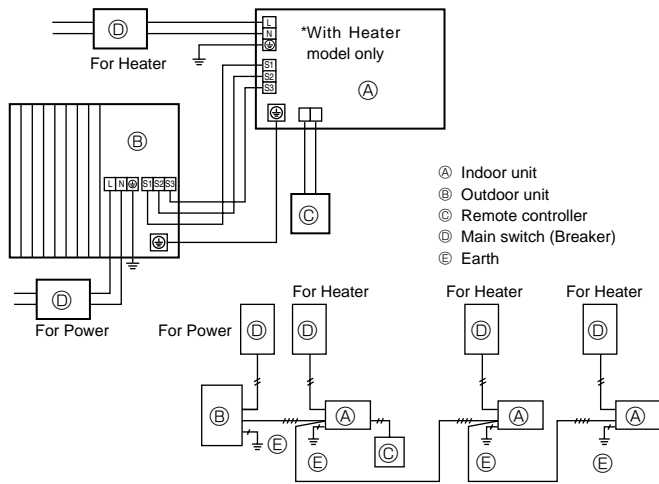 Ⓓ
For Heater
L
N
*With Heater
model only
S1
S2
S3
Ⓐ
Ⓑ
L N S1 S2 S3
Ⓒ
Ⓓ
For Power
Ⓐ Indoor unit
Ⓑ Outdoor unit
Ⓒ Remote controller
Ⓓ Main switch (Breaker)
Ⓔ Earth
For Heater For Heater For Heater
For Power Ⓓ Ⓓ Ⓓ Ⓓ
Ⓑ Ⓐ Ⓐ Ⓐ
Ⓔ Ⓒ
Ⓔ Ⓔ Ⓔ